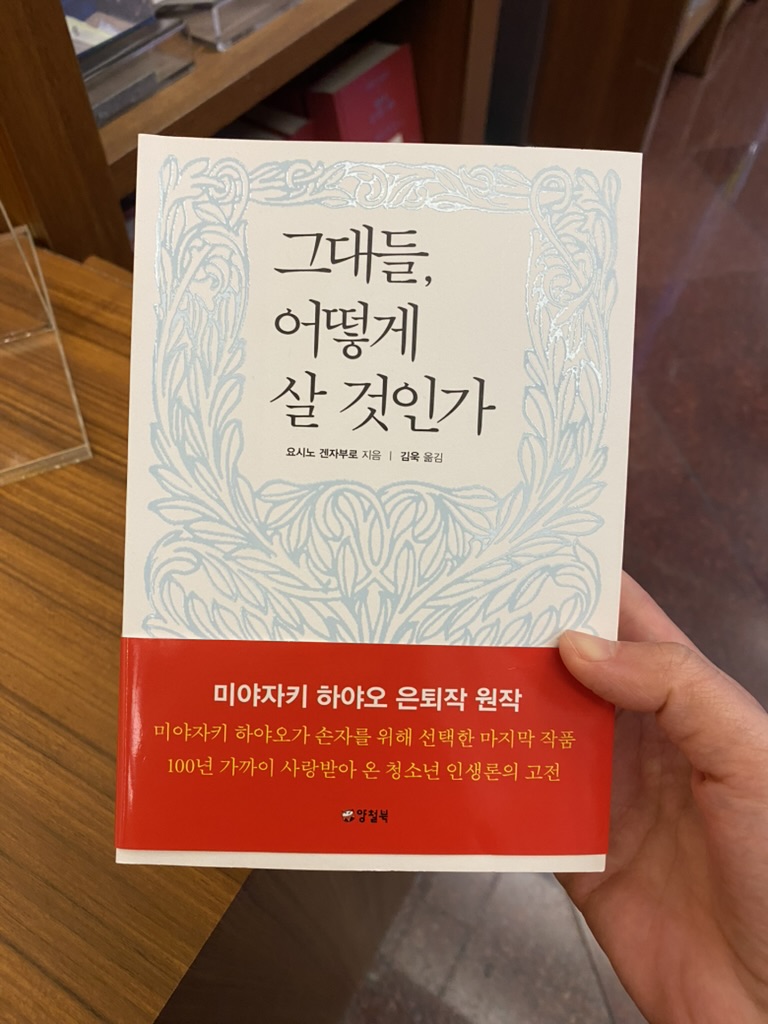 그대들,
어떻게
살 것인가
요시노 겐자부로 지음 | 김욱 옮김
미야자키 하야오 은퇴작 원작
미야자키 하야오가 손자를 위해 선택한 마지막 작품
100년 가까이 사랑받아 온 청소년 인생론의 고전
양철북